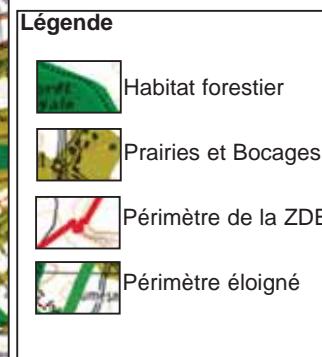 Légende
Habitat forestier
Prairies et Bocages
Périmètre de la ZDE
Périmètre éloigné